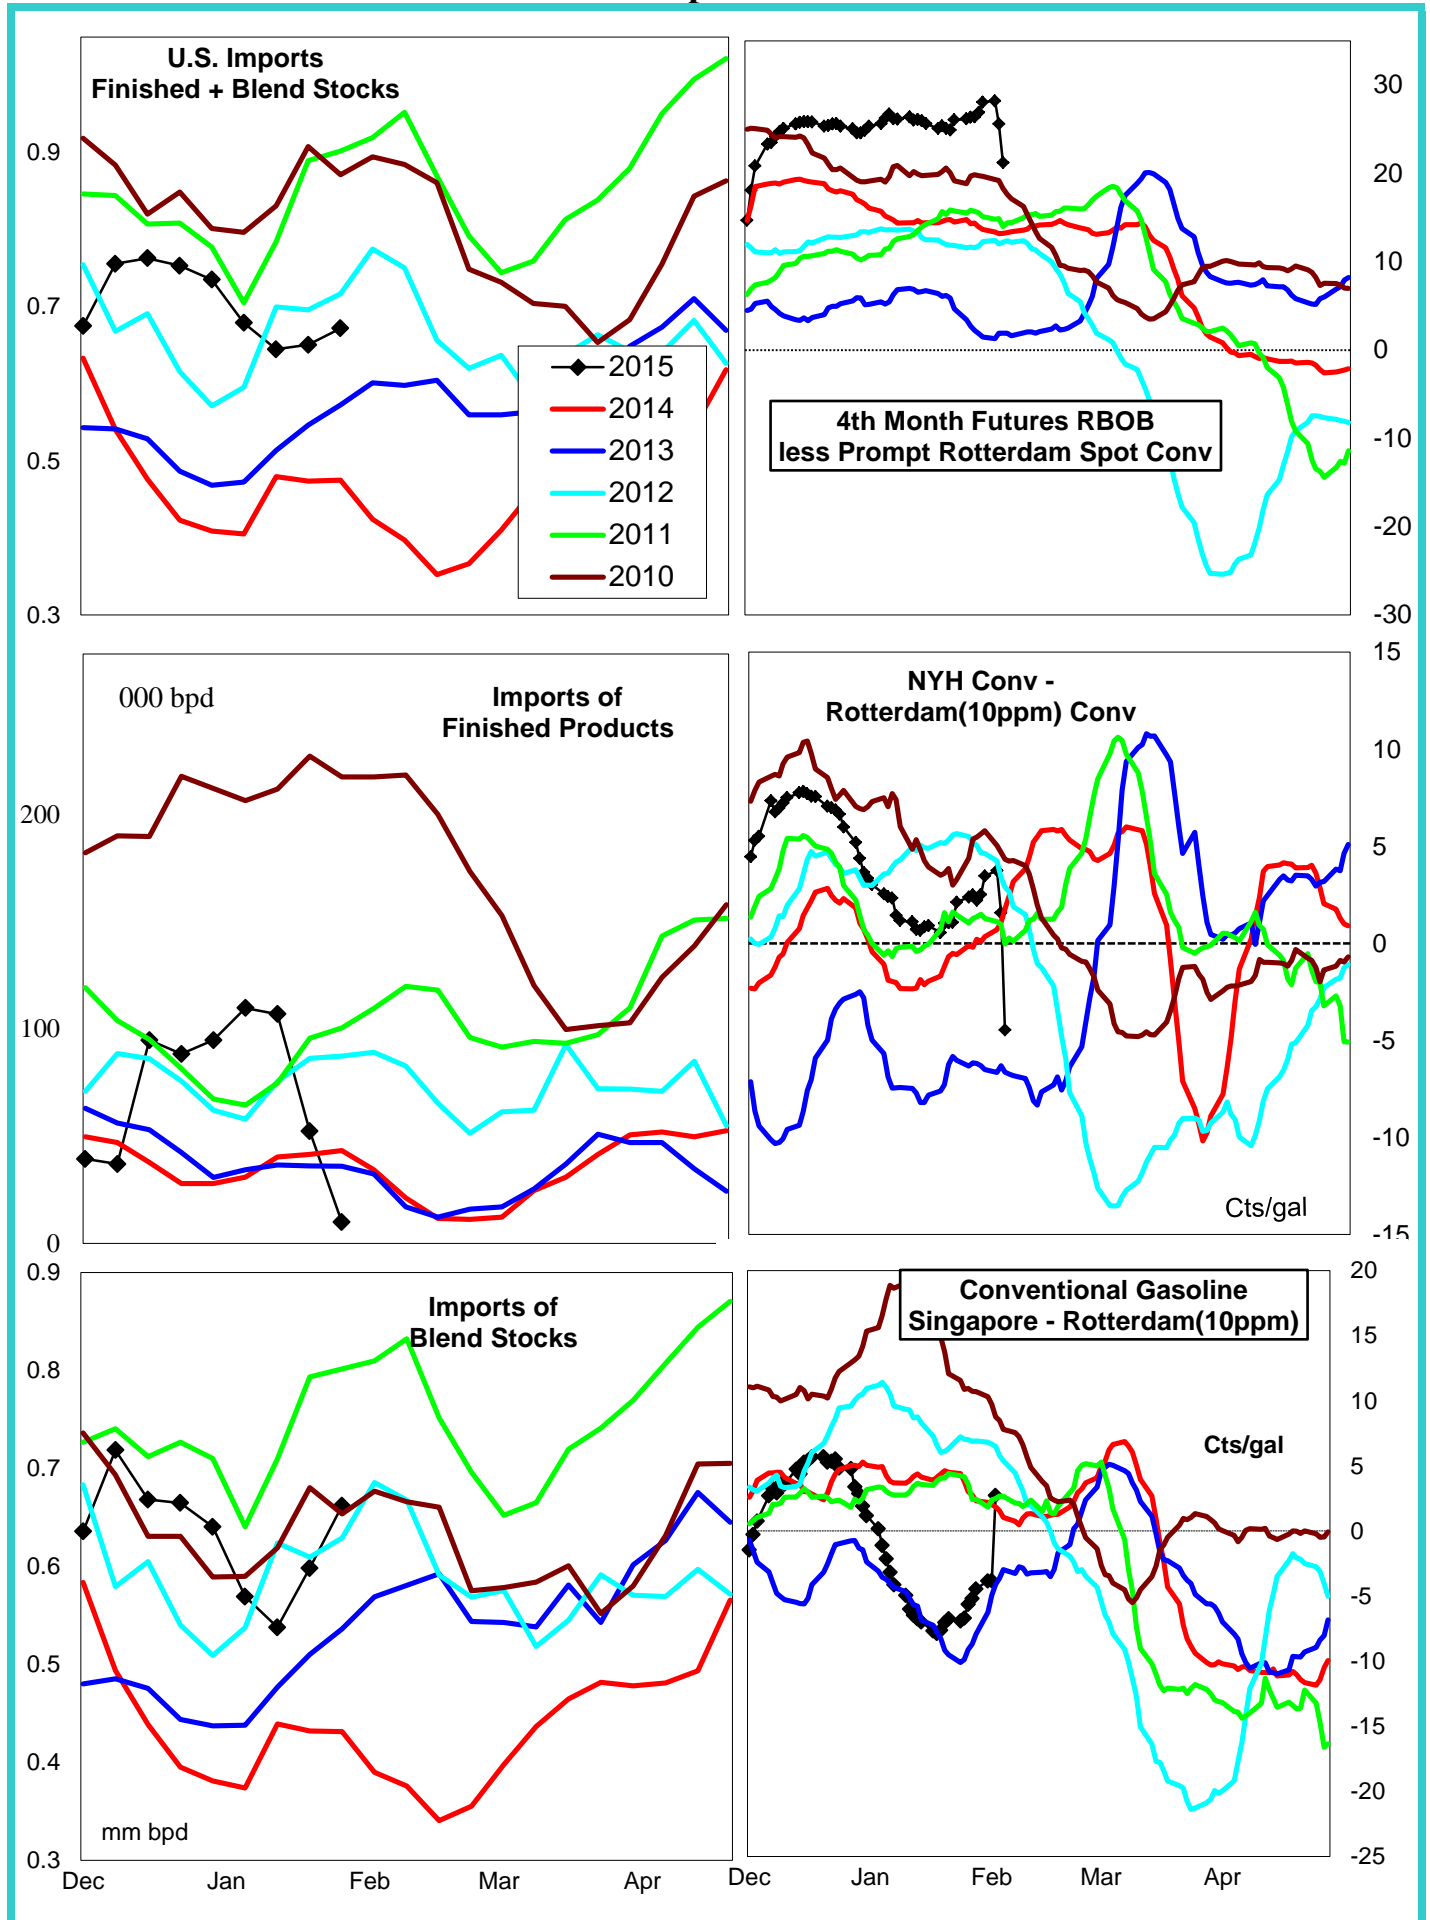 U.S. Imports
Finished + Blend Stocks
0.9
0.7
0.5
0.3
2015
2014
2013
2012
2011
2010
30
20
10
0
-10
-20
-30
4th Month Futures RBOB
less Prompt Rotterdam Spot Conv
000 bpd
Imports of
Finished Products
200
100
0
NYH Conv -
Rotterdam(10ppm) Conv
15
10
5
0
-5
-10
-15
Cts/gal
Imports of
Blend Stocks
0.9
0.8
0.7
0.6
0.5
0.4
0.3
mm bpd
Dec
Jan
Feb
Mar
Apr
Conventional Gasoline
Singapore - Rotterdam(10ppm)
Cts/gal
20
15
10
5
0
-5
-10
-15
-20
-25
Dec
Jan
Feb
Mar
Apr